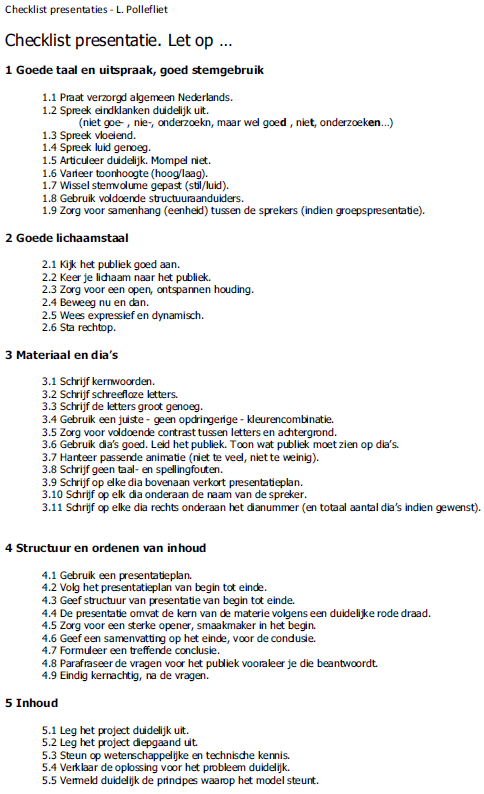 Checklist presentaties - L. Pollefliet
Checklist presentatie. Let op ...
1 Goede taal en uitspraak, goed stemgebruik
1.1 Praat verzorgd algemeen Nederlands.
1.2 Spreek eindklanken duidelijk uit.
(niet goe- , nie-, onderzoekn, maar wel goed , niet, onderzoeken...)
1.3 Spreek vloeiend.
1.4 Spreek luid genoeg.
1.5 Articuleer duidelijk. Mompel niet.
1.6 Varieer toonhoogte (hoog/laag).
1.7 Wissel stemvolume gepast (stil/luid).
1.8 Gebruik voldoende structuuraanduiders.
1.9 Zorg voor samenhang (eenheid) tussen de sprekers (indien groepspresentatie).
2 Goede lichaamstaal
2.1 Kijk het publiek goed aan.
2.2 Keer je lichaam naar het publiek.
2.3 Zorg voor een open, ontspannen houding.
2.4 Beweeg nu en dan.
2.5 Wees expressief en dynamisch.
2.6 Sta rechtop.
3 Materiaal en dia's
3.1 Schrijf kernwoorden.
3.2 Schrijf schreefloze letters.
3.3 Schrijf de letters groot genoeg.
3.4 Gebruik een juiste - geen opdringerige - kleurencombinatie.
3.5 Zorg voor voldoende contrast tussen letters en achtergrond.
3.6 Gebruik dia's goed. Leid het publiek. Toon wat publiek moet zien op dia's.
3.7 Hanteer passende animatie (niet te veel, niet te weinig).
3.8 Schrijf geen taal- en spellingfouten.
3.9 Schrijf op elke dia bovenaan verkort presentatieplan.
3.10 Schrijf op elk dia onderaan de naam van de spreker.
3.11 Schrijf op elke dia rechts onderaan het dianummer (en totaal aantal dia's indien gewenst).
4 Structuur en ordenen van inhoud
4.1 Gebruik een presentatieplan.
4.2 Volg het presentatieplan van begin tot einde.
4.3 Geef structuur van presentatie van begin tot einde.
4.4 De presentatie omvat de kern van de materie volgens een duidelijke rode draad.
4.5 Zorg voor een sterke opener, smaakmaker in het begin.
4.6 Geef een samenvatting op het einde, voor de conclusie.
4.7 Formuleer een treffende conclusie.
4.8 Parafraseer de vragen voor het publiek vooraleer je die beantwoordt.
4.9 Eindig kernachtig, na de vragen.
5 Inhoud
5.1 Leg het project duidelijk uit.
5.2 Leg het project diepgaand uit.
5.3 Steun op wetenschappelijke en technische kennis.
5.4 Verklaar de oplossing voor het probleem duidelijk.
5.5 Vermeld duidelijk de principes waarop het model steunt.